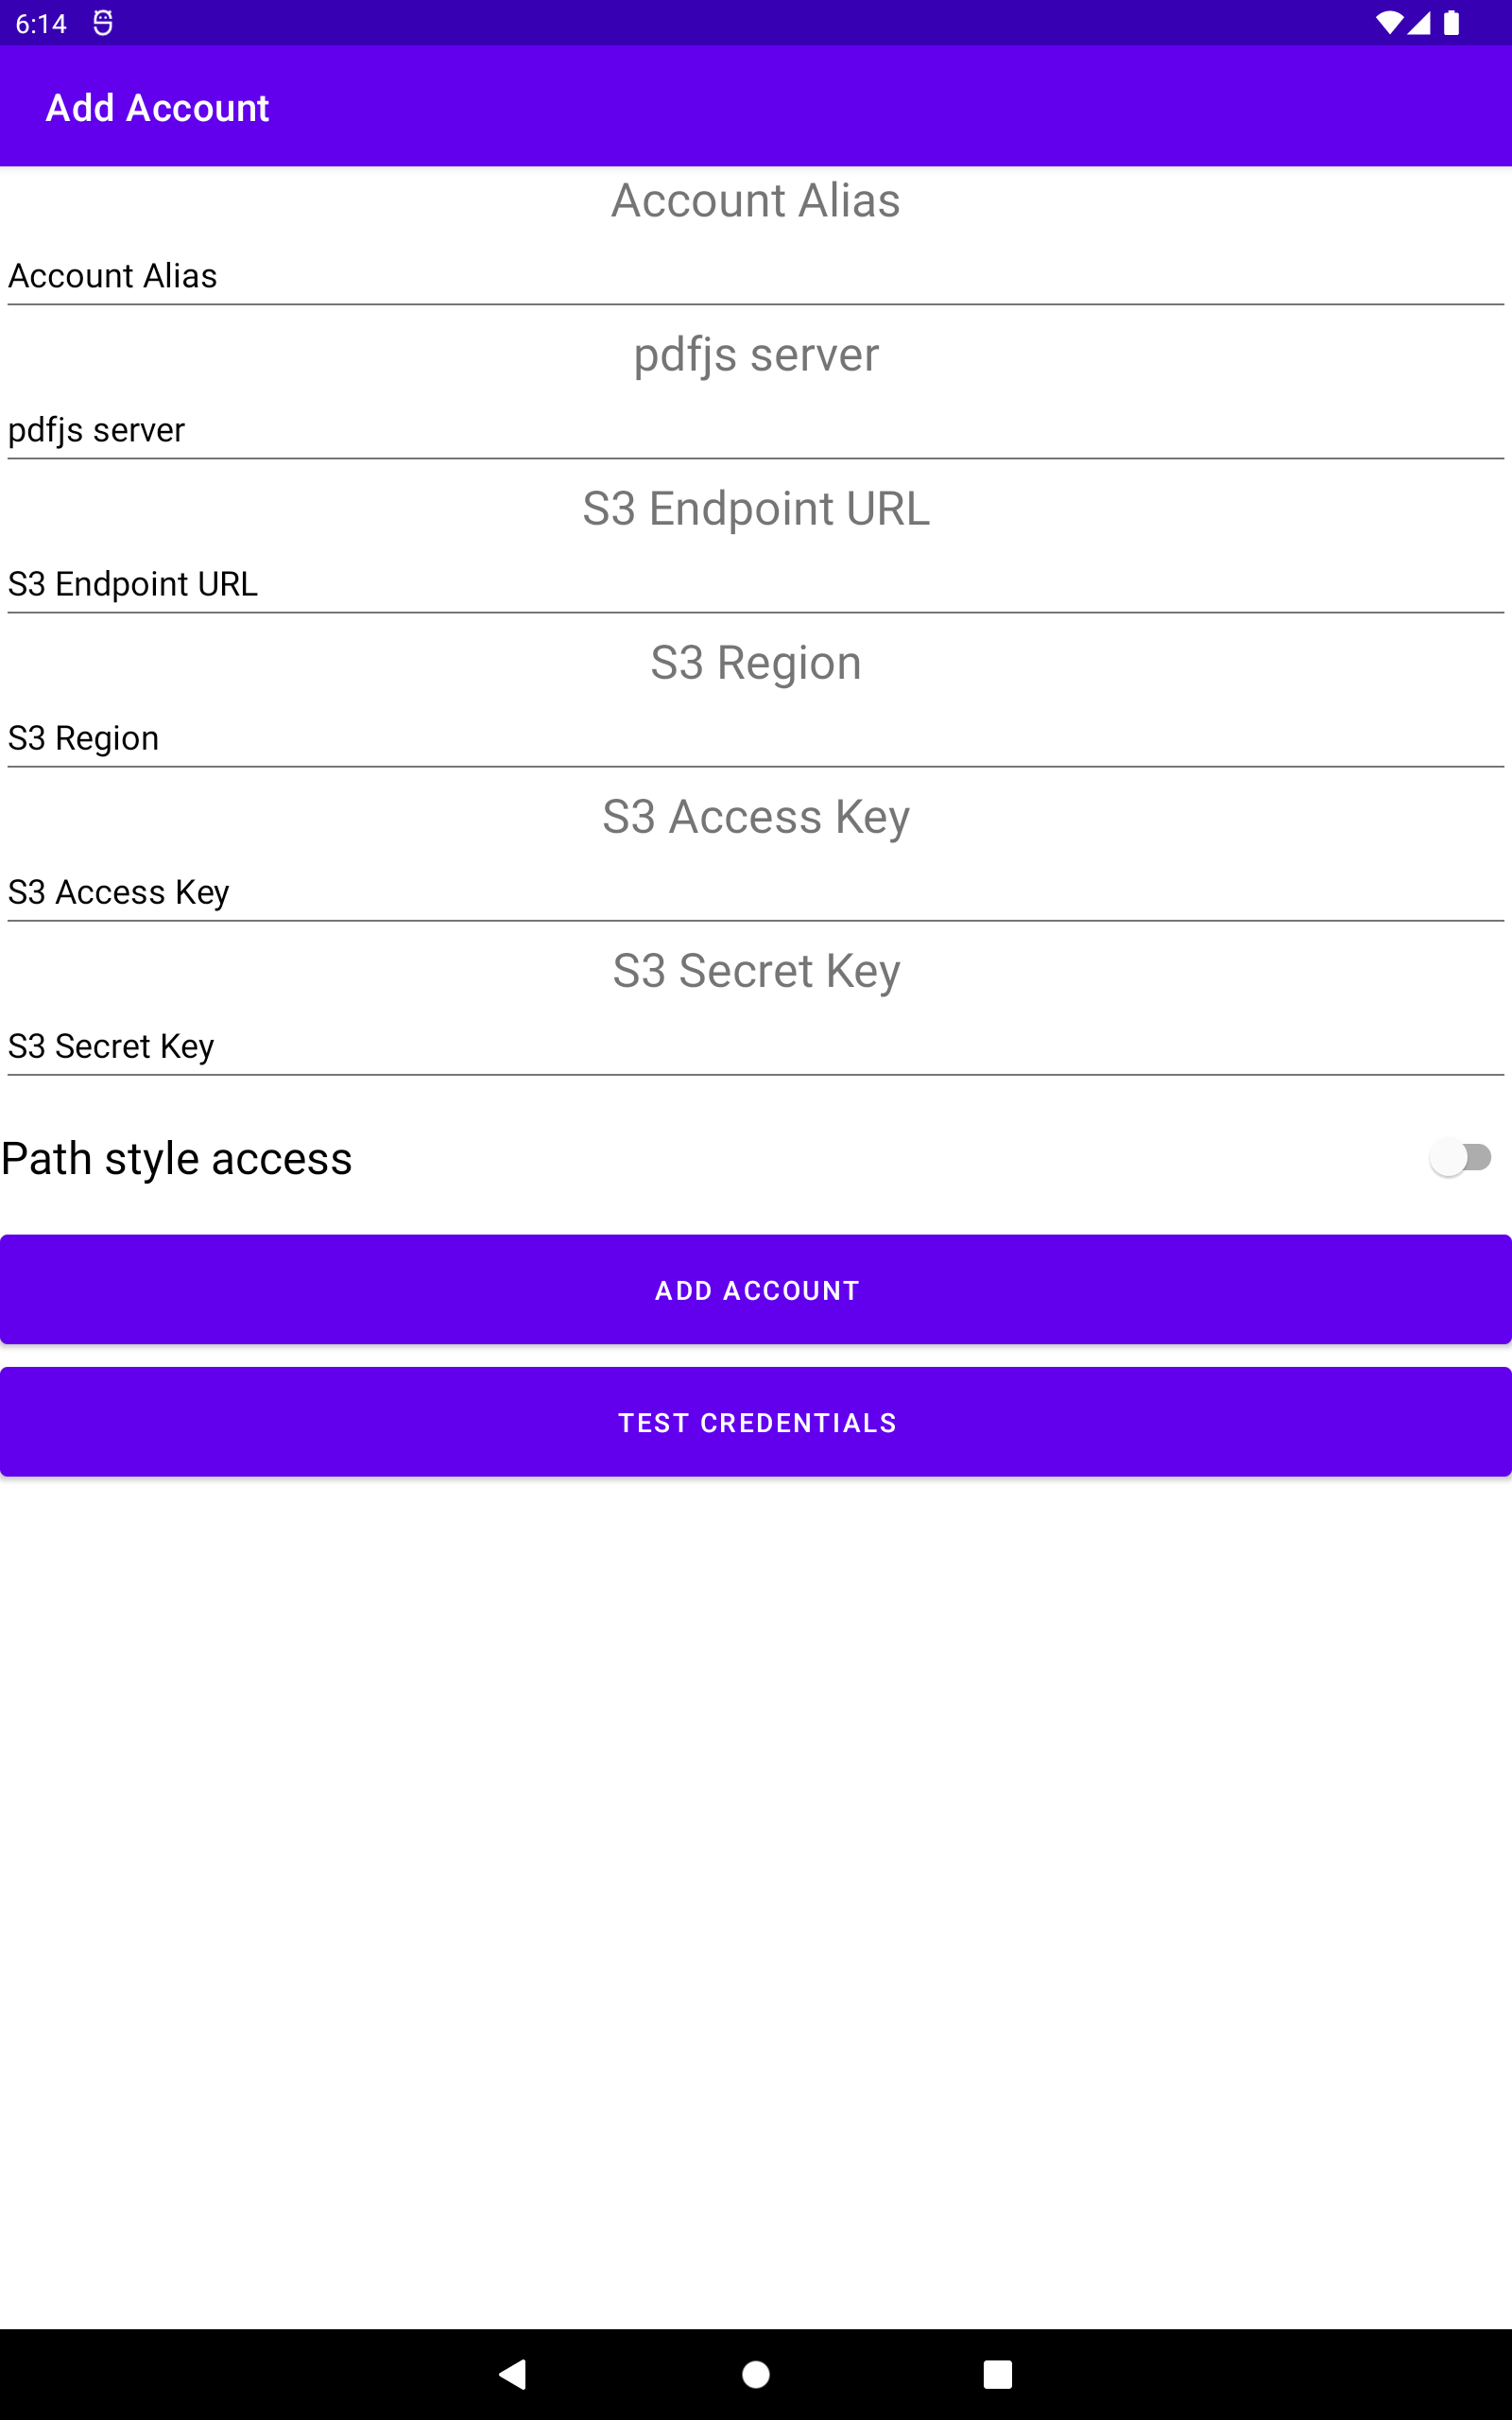 6:14
Add Account
Account Alias
Account Alias
pdfjs server
pdfjs server
S3 Endpoint URL
S3 Endpoint URL
S3 Region
S3 Region
S3 Access Key
S3 Access Key
S3 Secret Key
S3 Secret Key
Path style access
ADD ACCOUNT
TEST CREDENTIALS